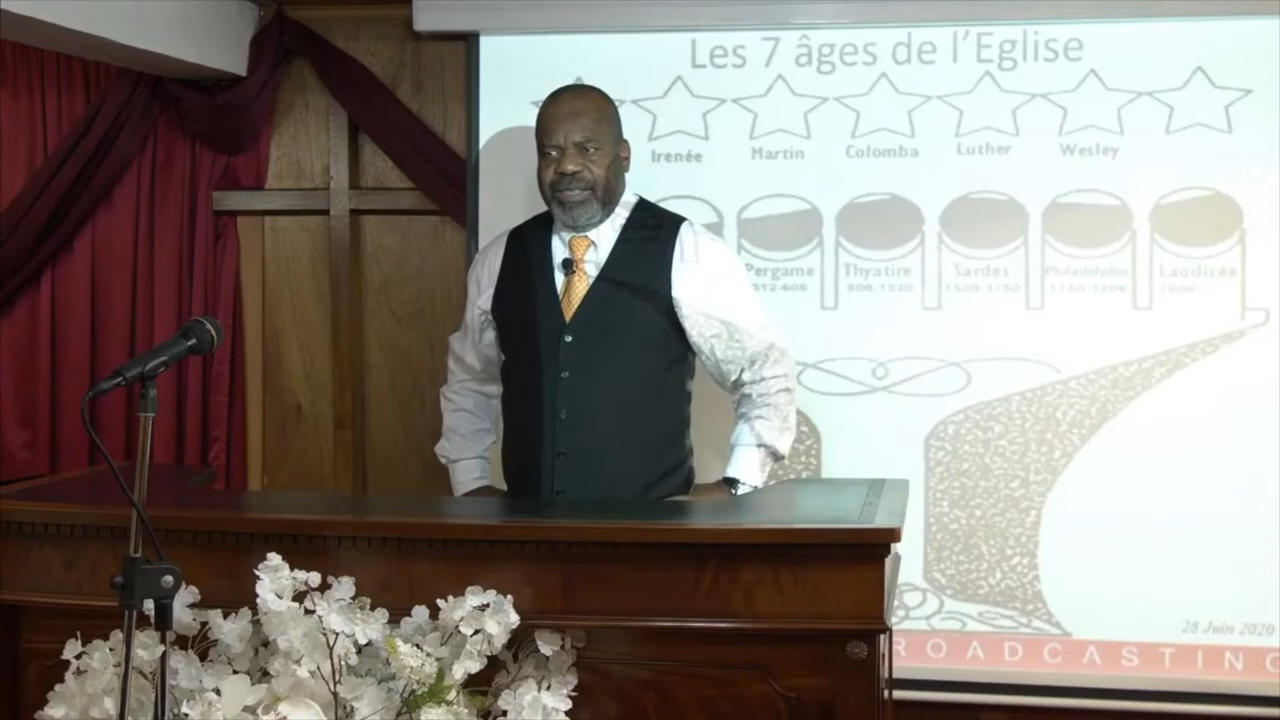 Les 7 âges de l'Eglise
Irenée Martin Colomba Luther Wesley
Pergame Thyatire Sardes Philadelphie Laodicée
312-606 606-1520 1520-1750 1750-1906 1906-
28 Juin 2020
ROADCASTING